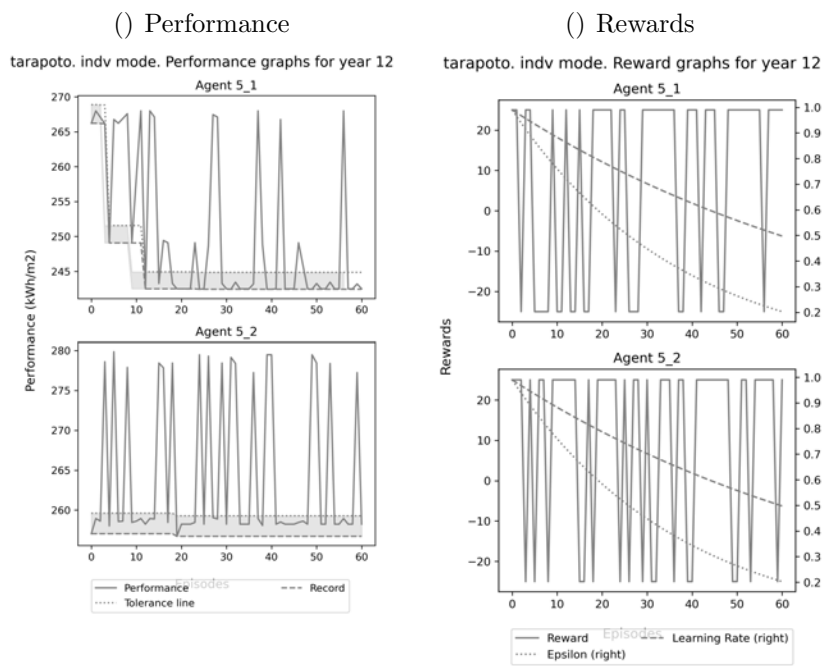 () Performance
tarapoto. indv mode. Performance graphs for year 12
Agent 5_1
270
265
260
255
250
245
0 10 20 30 40 50 60
Performance (kWh/m2)
Agent 5_2
280
275
270
265
260
0 10 20 30 40 50 60
Episodes
Performance
Record
Tolerance line
() Rewards
tarapoto. indv mode. Reward graphs for year 12
Agent 5_1
20
10
0
−10
−20
1.0
0.9
0.8
0.7
0.6
0.5
0.4
0.3
0.2
0 10 20 30 40 50 60
Rewards
Agent 5_2
20
10
0
−10
−20
1.0
0.9
0.8
0.7
0.6
0.5
0.4
0.3
0.2
0 10 20 30 40 50 60
Episodes
Reward
Learning Rate (right)
Epsilon (right)